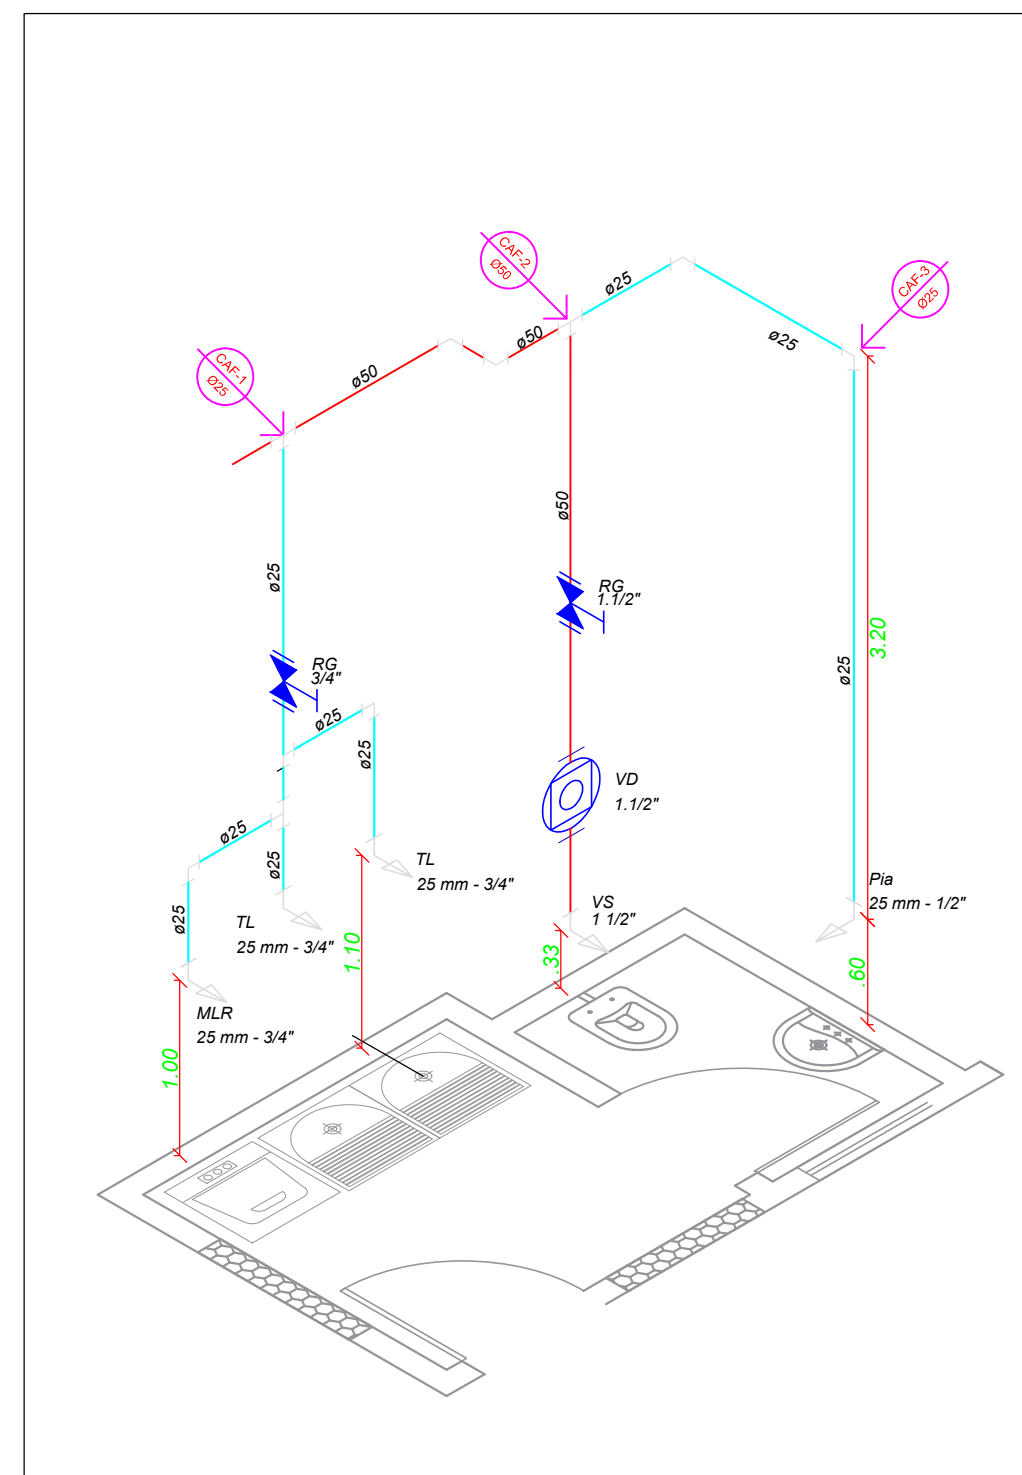 CAF-2
Ø50
CAF-3
Ø25
ø25
ø50
ø25
CAF-1
Ø25
ø50
ø50
ø25
RG
1.1/2"
3.20
RG
3/4"
ø25
ø25
ø25
VD
1.1/2"
ø25
ø25
TL
25 mm - 3/4"
Pia
25 mm - 1/2"
VS
1 1/2"
ø25
TL
25 mm - 3/4"
1.10
.33
.60
MLR
25 mm - 3/4"
1.00